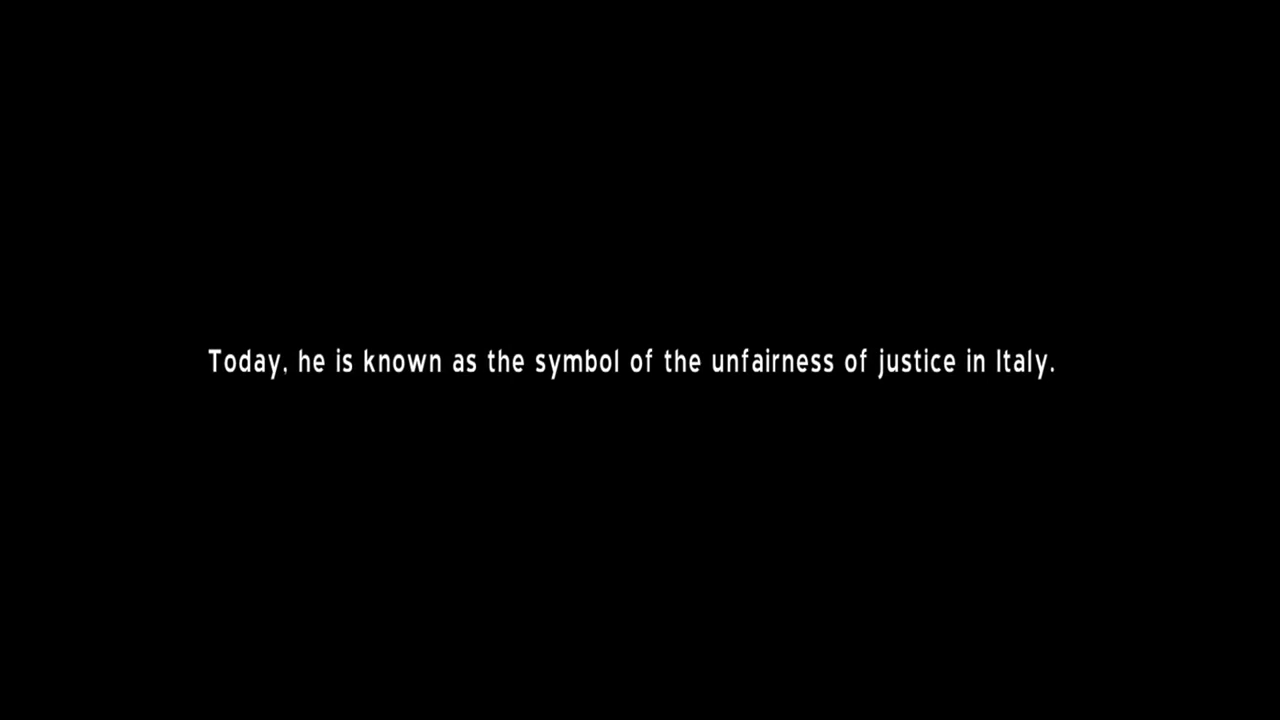 Today, he is known as the symbol of the unfairness of justice in Italy.